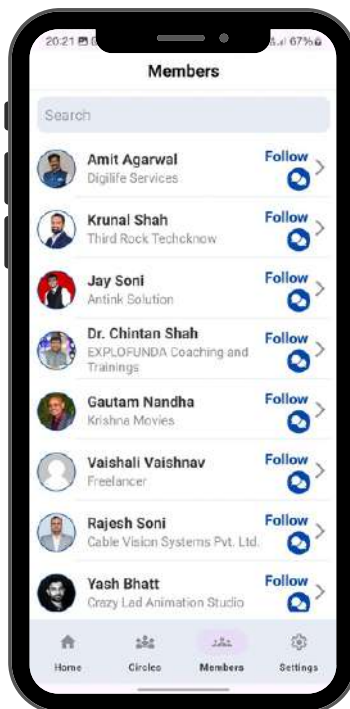 20:21
67%
Members
Search
Amit Agarwal
Follow
Digilife Services
Krunal Shah
Follow
Third Rock Techcknow
Jay Soni
Follow
Antink Solution
Dr. Chintan Shah
Follow
EXPLOFUNDA Coaching and
Trainings
Gautam Nandha
Follow
Krishna Movies
Vaishali Vaishnav
Follow
Freelancer
Rajesh Soni
Follow
Cable Vision Systems Pvt. Ltd.
Yash Bhatt
Follow
Crazy Lad Animation Studio
Home Circles Members Settings